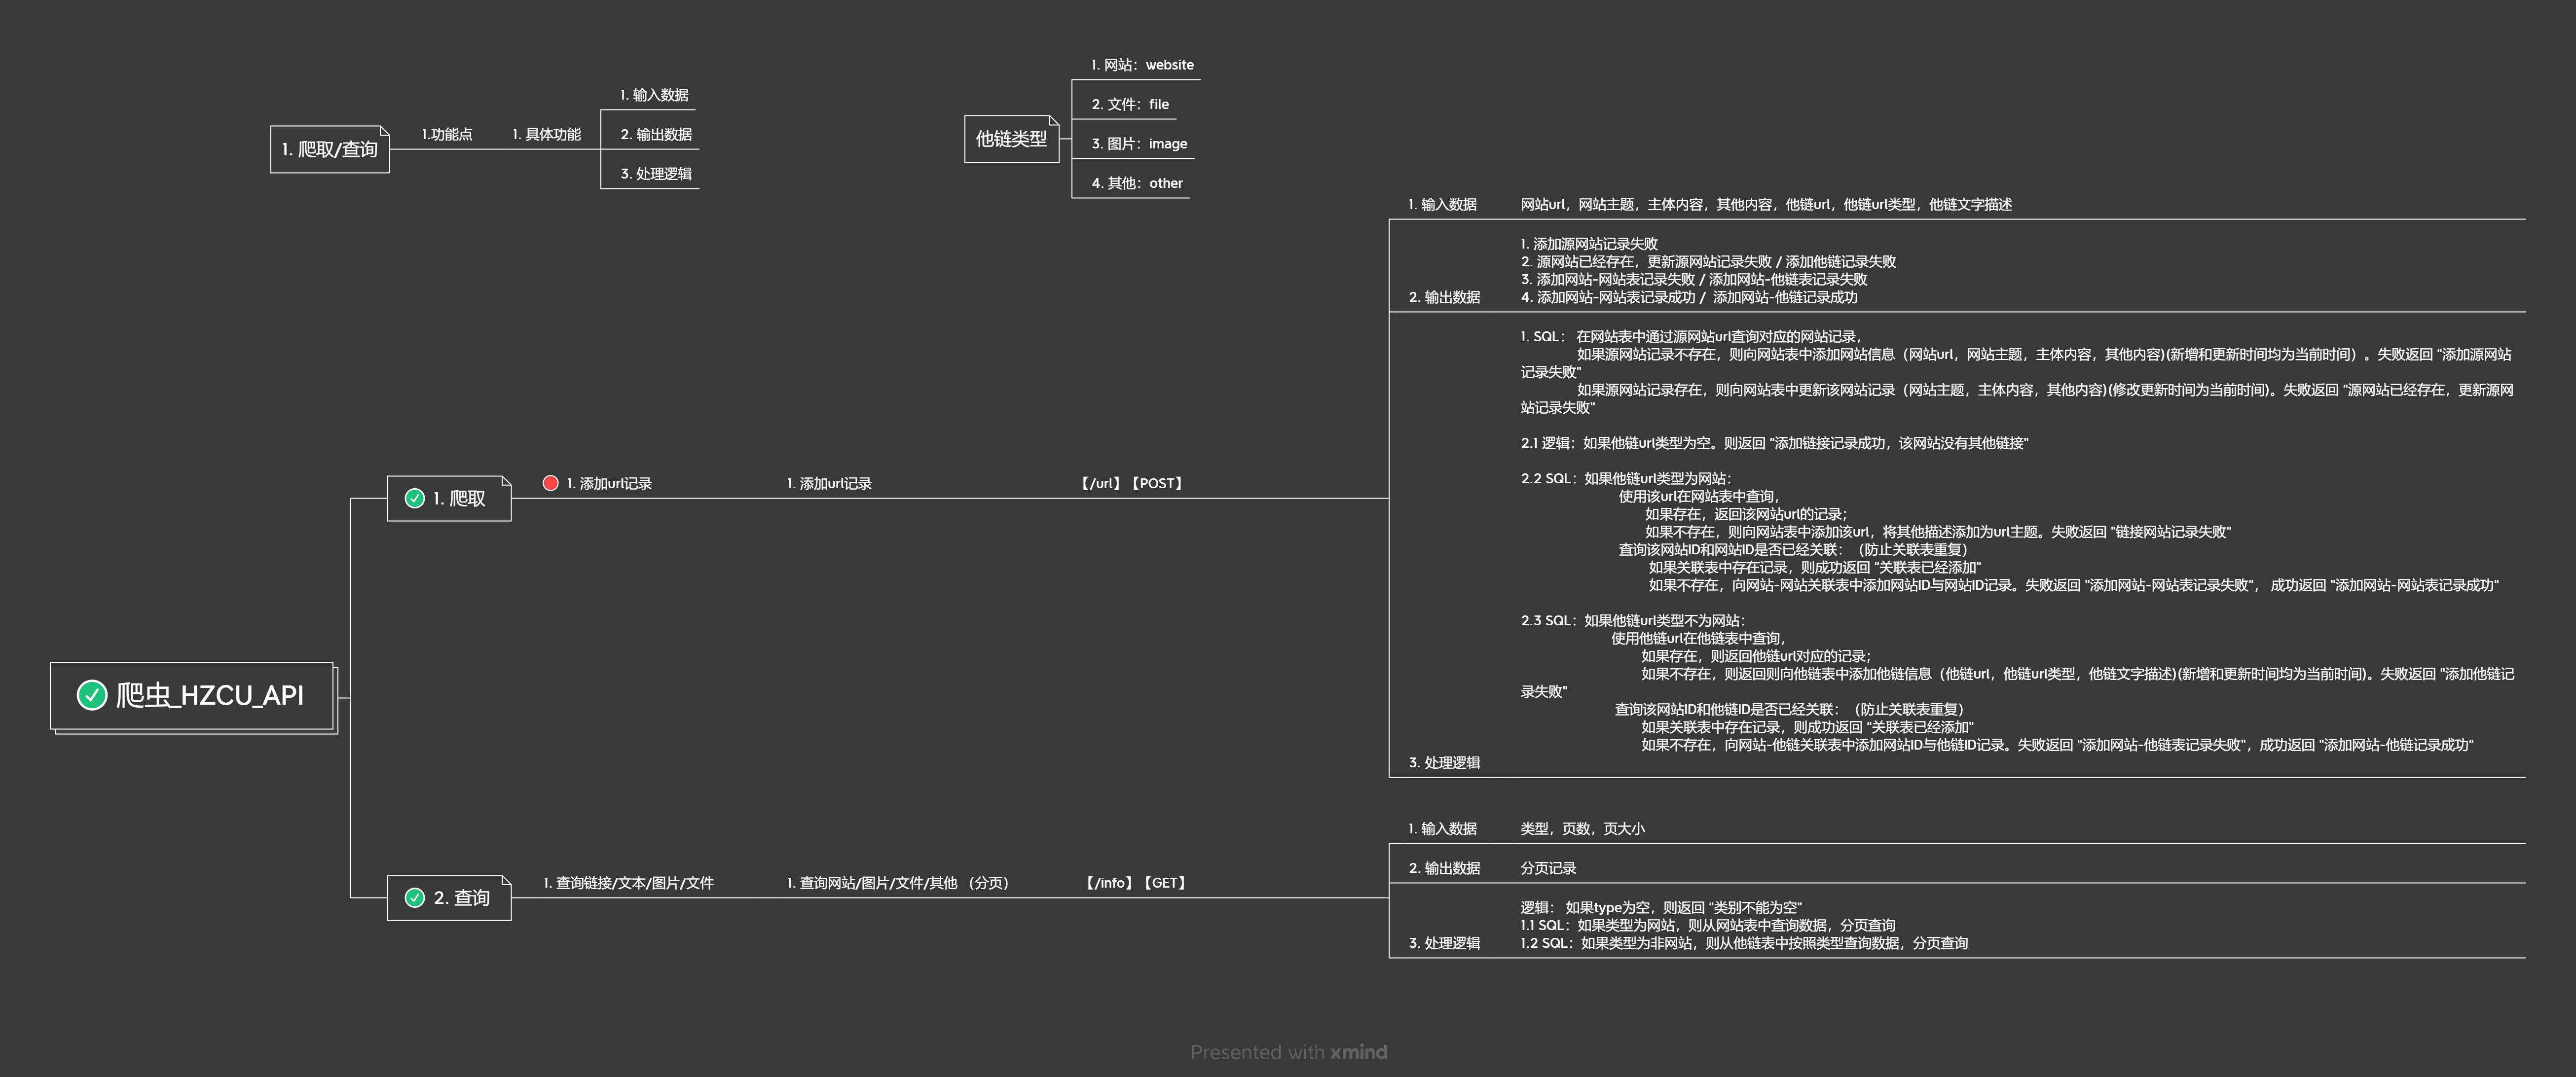 1. 爬取/查询
1.功能点
1. 具体功能
1. 输入数据
2. 输出数据
3. 处理逻辑
他链类型
1. 网站：website
2. 文件：file
3. 图片：image
4. 其他：other
爬虫_HZCU_API
1. 爬取
1. 添加url记录
1. 添加url记录
【/url】【POST】
1. 输入数据
网站url，网站主题，主体内容，其他内容，他链url，他链url类型，他链文字描述
2. 输出数据
1. 添加源网站记录失败
2. 源网站已经存在，更新源网站记录失败 / 添加他链记录失败
3. 添加网站-网站表记录失败 / 添加网站-他链表记录失败
4. 添加网站-网站表记录成功 / 添加网站-他链记录成功
3. 处理逻辑
1. SQL： 在网站表中通过源网站url查询对应的网站记录，
如果源网站记录不存在，则向网站表中添加网站信息（网站url，网站主题，主体内容，其他内容)(新增和更新时间均为当前时间）。失败返回 "添加源网站
记录失败"
如果源网站记录存在，则向网站表中更新该网站记录（网站主题，主体内容，其他内容)(修改更新时间为当前时间)。失败返回 "源网站已经存在，更新源网
站记录失败"
2.1 逻辑：如果他链url类型为空。则返回 "添加链接记录成功，该网站没有其他链接"
2.2 SQL：如果他链url类型为网站：
使用该url在网站表中查询，
如果存在，返回该网站url的记录；
如果不存在，则向网站表中添加该url，将其他描述添加为url主题。失败返回 "链接网站记录失败"
查询该网站ID和网站ID是否已经关联：（防止关联表重复）
如果关联表中存在记录，则成功返回 "关联表已经添加"
如果不存在，向网站-网站关联表中添加网站ID与网站ID记录。失败返回 "添加网站-网站表记录失败"， 成功返回 "添加网站-网站表记录成功"
2.3 SQL：如果他链url类型不为网站：
使用他链url在他链表中查询，
如果存在，则返回他链url对应的记录；
如果不存在，则返回则向他链表中添加他链信息（他链url，他链url类型，他链文字描述)(新增和更新时间均为当前时间)。失败返回 "添加他链记
录失败"
查询该网站ID和他链ID是否已经关联：（防止关联表重复）
如果关联表中存在记录，则成功返回 "关联表已经添加"
如果不存在，向网站-他链关联表中添加网站ID与他链ID记录。失败返回 "添加网站-他链表记录失败"，成功返回 "添加网站-他链记录成功"
2. 查询
1. 查询链接/文本/图片/文件
1. 查询网站/图片/文件/其他 （分页）
【/info】【GET】
1. 输入数据
类型，页数，页大小
2. 输出数据
分页记录
3. 处理逻辑
逻辑： 如果type为空，则返回 "类别不能为空"
1.1 SQL：如果类型为网站，则从网站表中查询数据，分页查询
1.2 SQL：如果类型为非网站，则从他链表中按照类型查询数据，分页查询
Presented with xmind